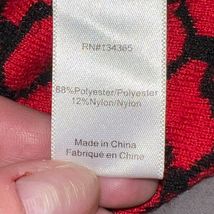 RN#134365
88%Polyester/Polyester
12%Nylon/Nylon
Made in China
Fabriqué en Chine